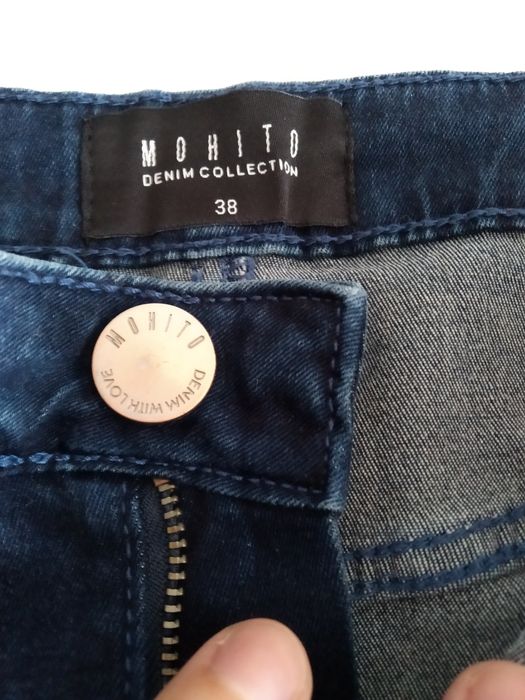 MOHITO
DENIM COLLECTION
38
MOHITO
DENIM WITH LOVE